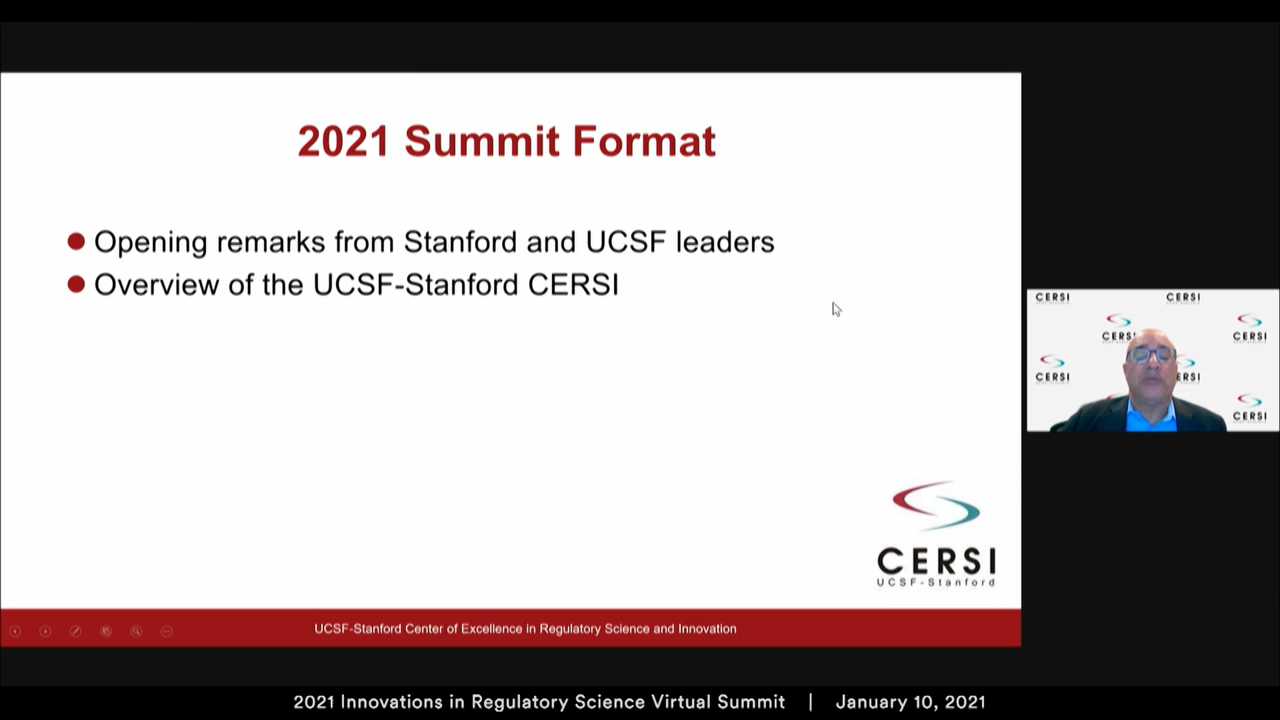 2021 Summit Format
Opening remarks from Stanford and UCSF leaders
Overview of the UCSF-Stanford CERSI
CERSI
UCSF-Stanford
UCSF-Stanford Center of Excellence in Regulatory Science and Innovation
CERSI
CERSI
CERS
CERSI
CERSI
ERSI
CERSI
2021 Innovations in Regulatory Science Virtual Summit | January 10, 2021